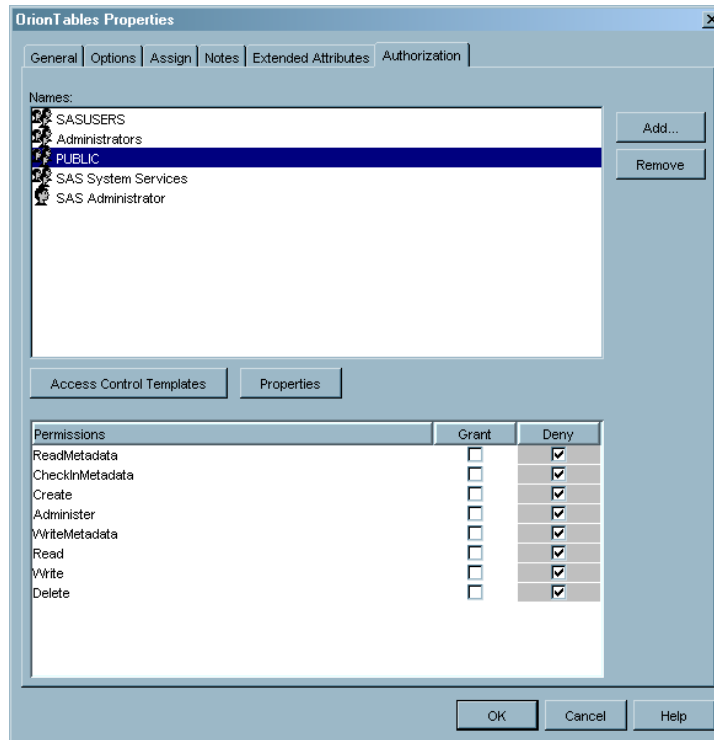 OrionTables Properties
General Options Assign Notes Extended Attributes Authorization
Names:
SASUSERS
Administrators
PUBLIC
SAS System Services
SAS Administrator
Add...
Remove
Access Control Templates Properties
Permissions Grant Deny
ReadMetadata
CheckInMetadata
Create
Administer
WriteMetadata
Read
Write
Delete
OK Cancel Help